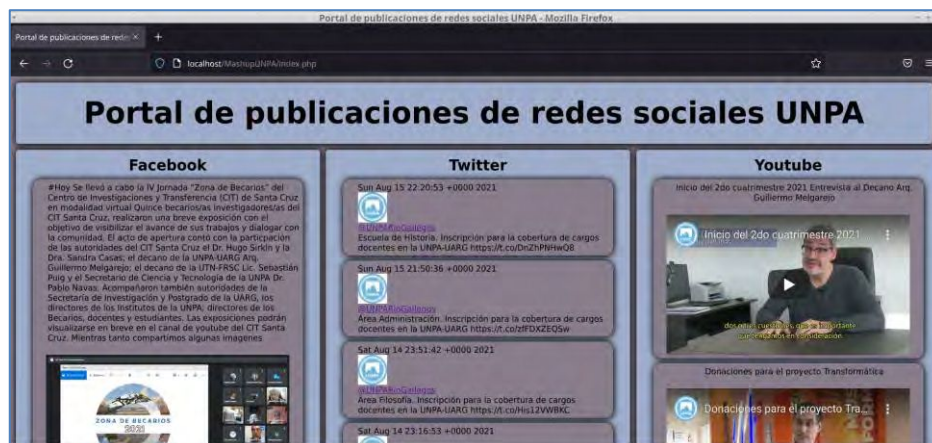 Portal de publicaciones de redes sociales UNPA - Mozilla Firefox
Portal de publicaciones de redes
localhost/MashupUNPA/index.php
Portal de publicaciones de redes sociales UNPA
Facebook
#Hoy Se llevó a cabo la IV Jornada "Zona de Becarios" del
Centro de Investigaciones y Transferencia (CIT) de Santa Cruz
en modalidad virtual Quince becarios/as investigadores/as del
CIT Santa Cruz, realizaron una breve exposición con el
objetivo de visibilizar el avance de sus trabajos y dialogar con
la comunidad. El acto de apertura contó con la participación
de las autoridades del CIT Santa Cruz el Dr. Hugo Sirkin y la
Dra. Sandra Casas; el decano de la UNPA-UARG Arq.
Guillermo Melgarejo; el decano de la UTN-FRSC Lic. Sebastián
Puig y el Secretario de Ciencia y Tecnología de la UNPA Dr.
Pablo Navas. Acompañaron también autoridades de la
Secretaría de Investigación y Postgrado de la UARG, los
directores de los Institutos de la UNPA; directores de los
Becarios, docentes y estudiantes. Las exposiciones podrán
visualizarse en breve en el canal de youtube del CIT Santa
Cruz. Mientras tanto compartimos algunas imagenes
ZONA DE BECARIOS
2021
Twitter
Sun Aug 15 22:20:53 +0000 2021
@UNPARioGallegos
Escuela de Historia. Inscripción para la cobertura de cargos
docentes en la UNPA-UARG https://t.co/DnZhPNHwQ8
Sun Aug 15 21:50:36 +0000 2021
@UNPARioGallegos
Área Administración. Inscripción para la cobertura de cargos
docentes en la UNPA-UARG https://t.co/zfFDXZEQSw
Sat Aug 14 23:51:42 +0000 2021
@UNPARioGallegos
Área Filosofía. Inscripción para la cobertura de cargos
docentes en la UNPA-UARG https://t.co/His12VWBKC
Sat Aug 14 23:16:53 +0000 2021
Youtube
Inicio del 2do cuatrimestre 2021 Entrevista al Decano Arq.
Guillermo Melgarejo
Inicio del 2do cuatrimestre 2021
Donaciones para el proyecto Transformática
Donaciones para el proyecto Tra...